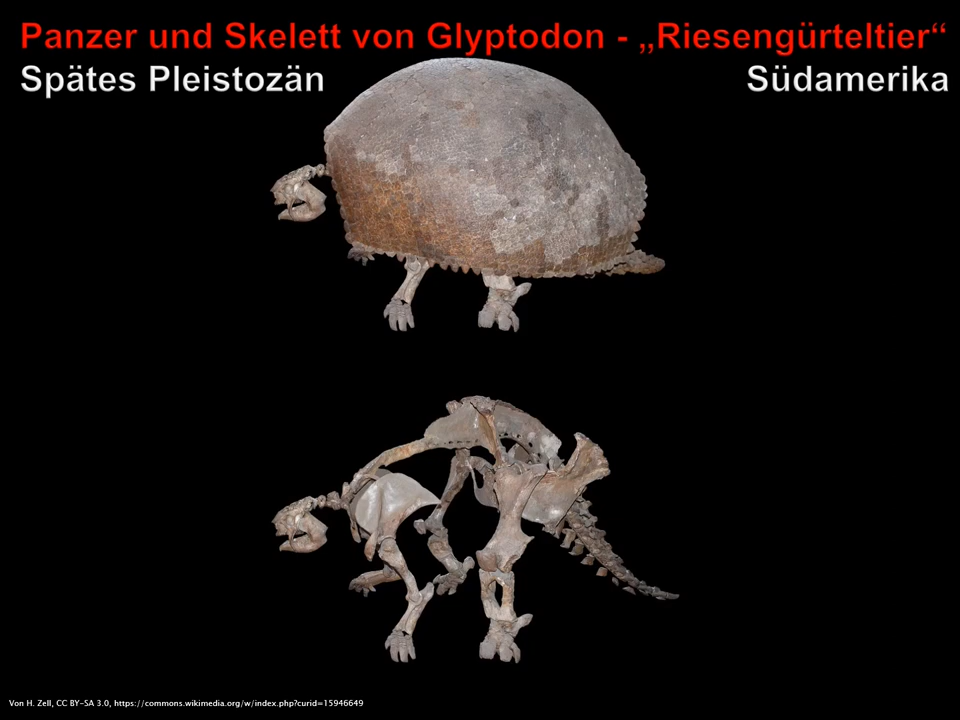 Panzer und Skelett von Glyptodon - „Riesengürteltier“
Spätes Pleistozän Südamerika
Von H. Zell, CC BY-SA 3.0, https://commons.wikimedia.org/w/index.php?curid=15946649